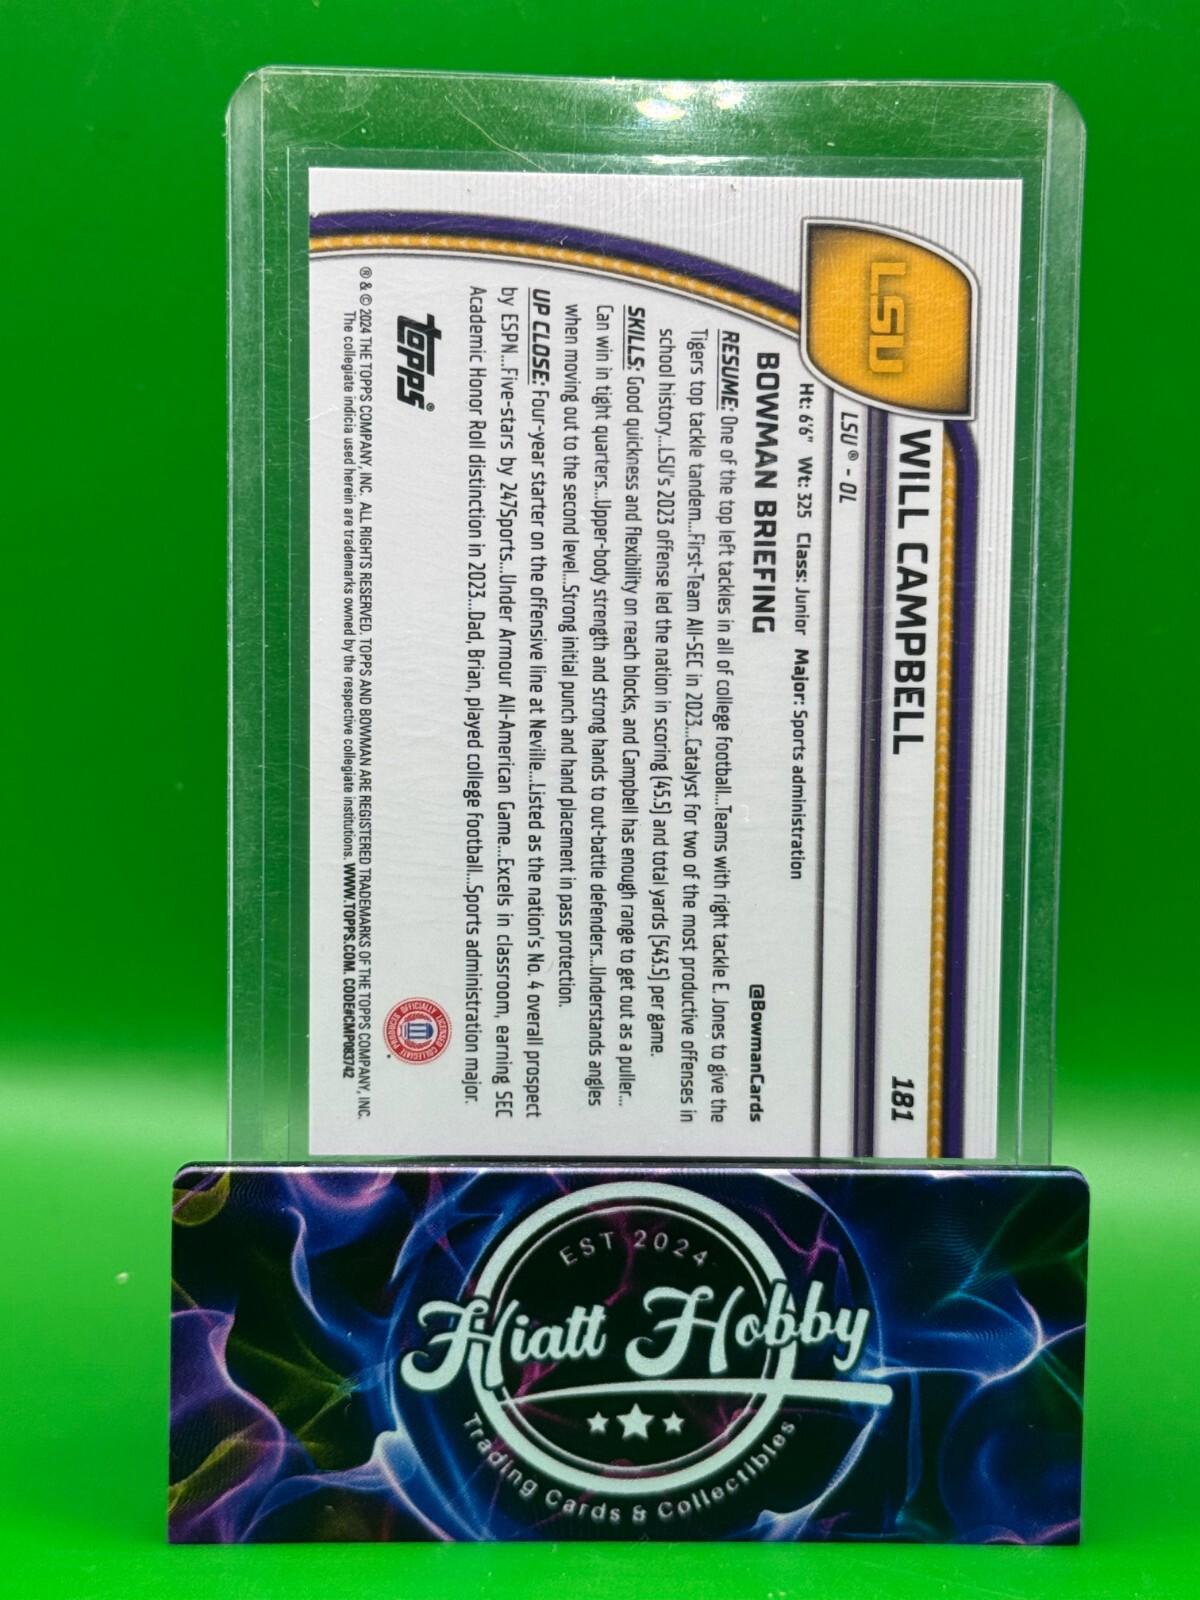 LSU
WILL CAMPBELL
181
LSU® - OL
Ht: 6'6" Wt: 325 Class: Junior Major: Sports administration
BOWMAN BRIEFING
@BowmanCards
RESUME: One of the top left tackles in all of college football...Teams with right tackle E. Jones to give the
Tigers top tackle tandem...First-Team All-SEC in 2023...Catalyst for two of the most productive offenses in
school history...LSU's 2023 offense led the nation in scoring (45.5) and total yards (543.5) per game.
SKILLS: Good quickness and flexibility on reach blocks, and Campbell has enough range to get out as a puller...
Can win in tight quarters...Upper-body strength and strong hands to out-battle defenders...Understands angles
when moving out to the second level...Strong initial punch and hand placement in pass protection.
UP CLOSE: Four-year starter on the offensive line at Neville...Listed as the nation's No. 4 overall prospect
by ESPN...Five-stars by 247Sports...Under Armour All-American Game...Excels in classroom, earning SEC
Academic Honor Roll distinction in 2023...Dad, Brian, played college football...Sports administration major.
topps®
OFFICIALLY LICENSED COLLEGIATE PRODUCTS
® & © 2024 THE TOPPS COMPANY, INC. ALL RIGHTS RESERVED. TOPPS AND BOWMAN ARE REGISTERED TRADEMARKS OF THE TOPPS COMPANY, INC.
The collegiate indicia used herein are trademarks owned by the respective collegiate institutions. WWW.TOPPS.COM. CODE#CMP083742
EST 2024
Hiatt Hobby
Trading Cards & Collectibles